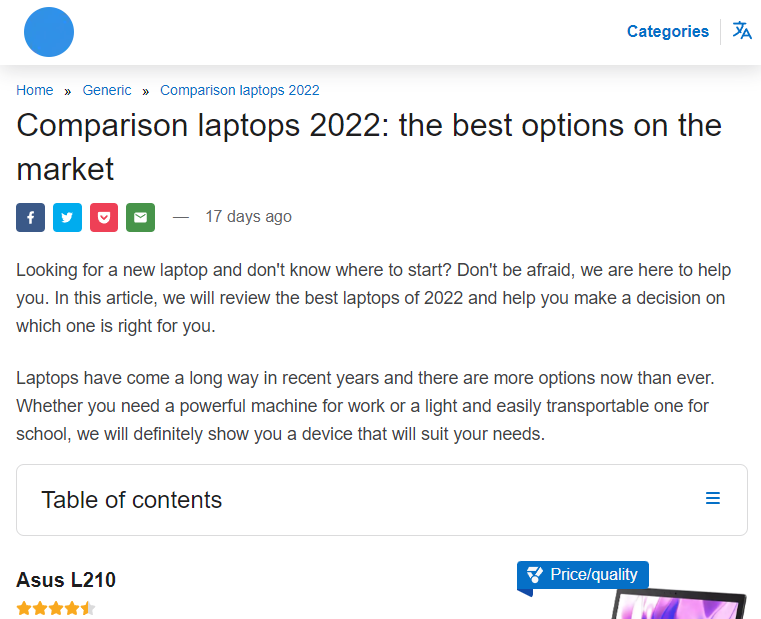 Categories
Home » Generic » Comparison laptops 2022
Comparison laptops 2022: the best options on the
market
— 17 days ago
Looking for a new laptop and don't know where to start? Don't be afraid, we are here to help
you. In this article, we will review the best laptops of 2022 and help you make a decision on
which one is right for you.
Laptops have come a long way in recent years and there are more options now than ever.
Whether you need a powerful machine for work or a light and easily transportable one for
school, we will definitely show you a device that will suit your needs.
Table of contents
Asus L210
Price/quality